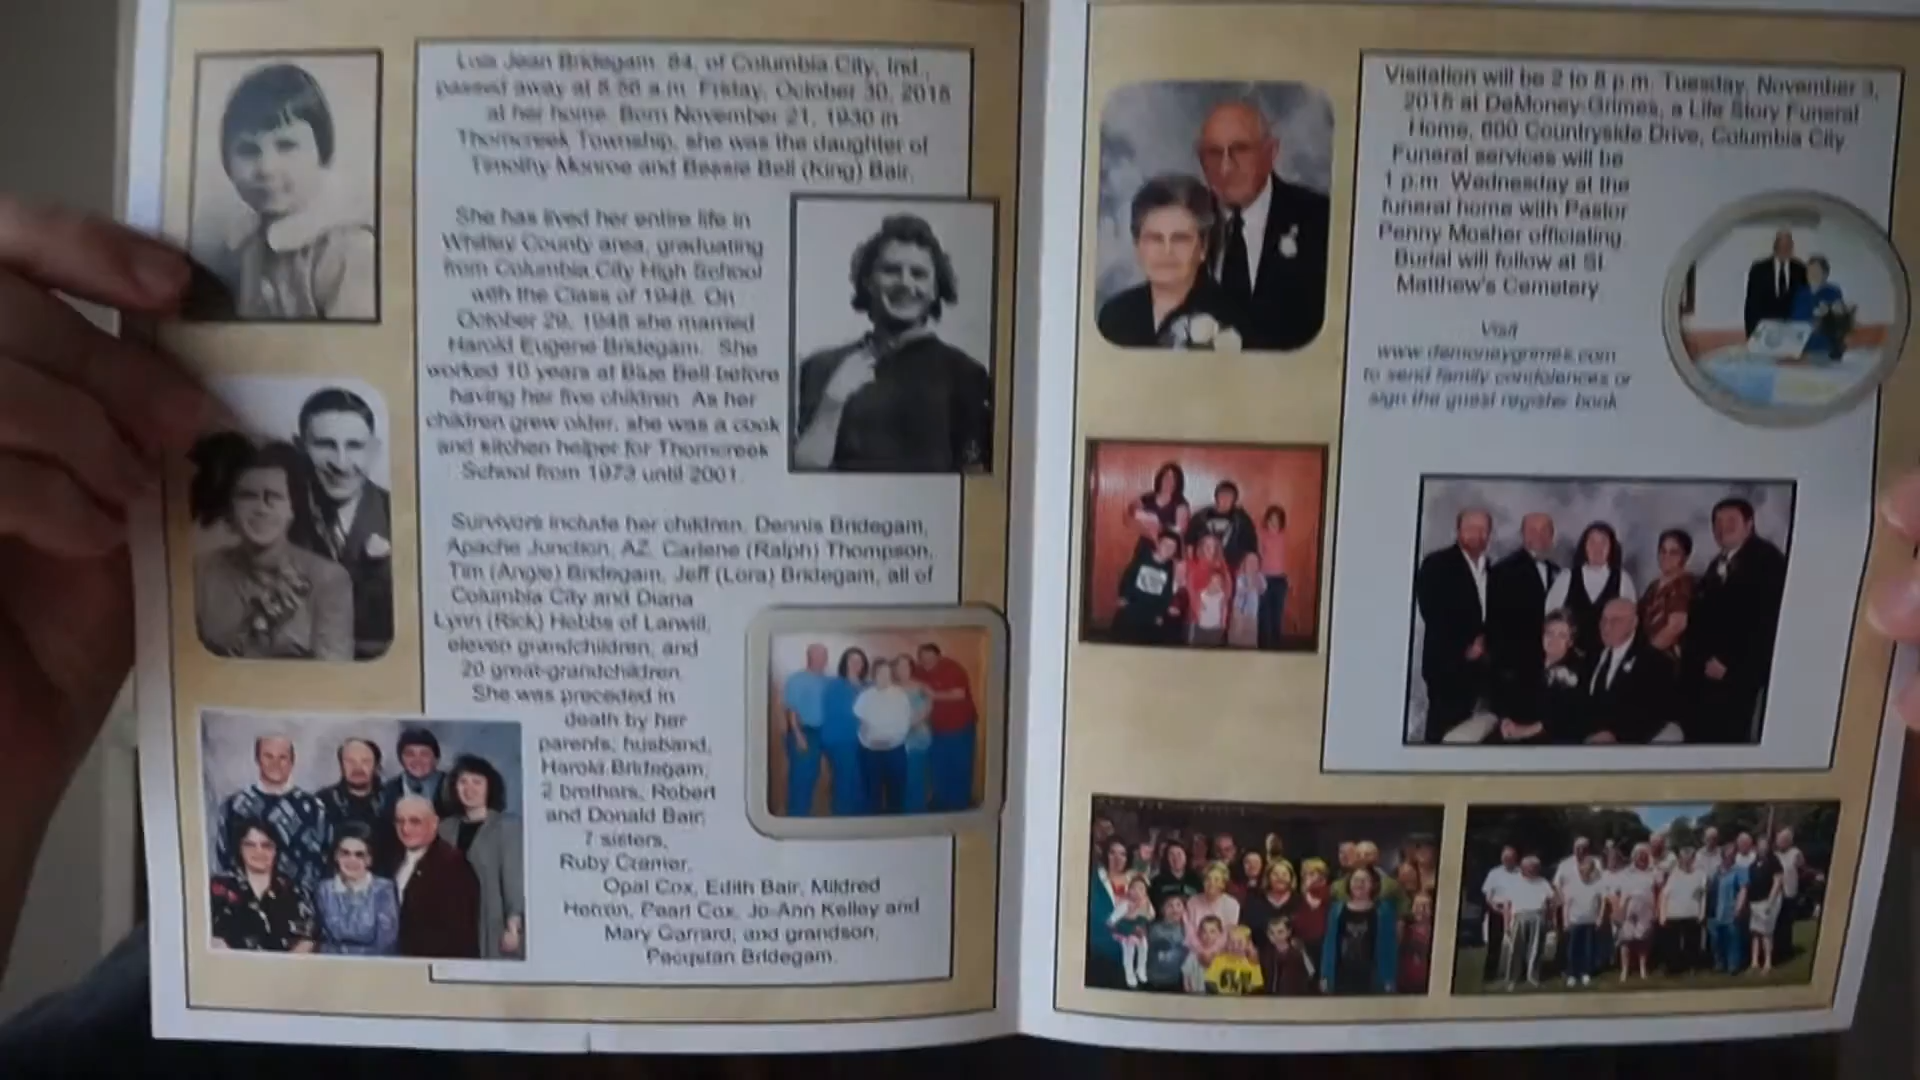 Lois Jean Bridegam, 84, of Columbia City, Ind.,
passed away at 5:56 a.m. Friday, October 30, 2015
at her home. Born November 21, 1930 in
Thorncreek Township, she was the daughter of
Timothy Monroe and Bessie Bell (King) Bair.
She has lived her entire life in
Whitley County area, graduating
from Columbia City High School
with the Class of 1948. On
October 29, 1948 she married
Harold Eugene Bridegam. She
worked 10 years at Blue Bell before
having her five children. As her
children grew older, she was a cook
and kitchen helper for Thorncreek
School from 1973 until 2001.
Survivors include her children, Dennis Bridegam,
Apache Junction, AZ, Carlene (Ralph) Thompson,
Tim (Angie) Bridegam, Jeff (Lora) Bridegam, all of
Columbia City and Diana
Lynn (Rick) Hobbs of Larwill,
eleven grandchildren, and
20 great-grandchildren.
She was preceded in
death by her
parents, husband,
Harold Bridegam,
2 brothers, Robert
and Donald Bair,
7 sisters,
Ruby Cramer,
Opal Cox, Edith Bair, Mildred
Herron, Pearl Cox, Jo-Ann Kelley and
Mary Garrard, and grandson,
Bridegam.
Visitation will be 2 to 8 p.m. Tuesday, November 3,
2015 at DeMoney-Grimes, a Life Story Funeral
Home, 600 Countryside Drive, Columbia City.
Funeral services will be
1 p.m. Wednesday at the
funeral home with Pastor
Penny Mosher officiating.
Burial will follow at St.
Matthew's Cemetery
Visit
www.demoneygrimes.com
to send family condolences or
sign the guest register book